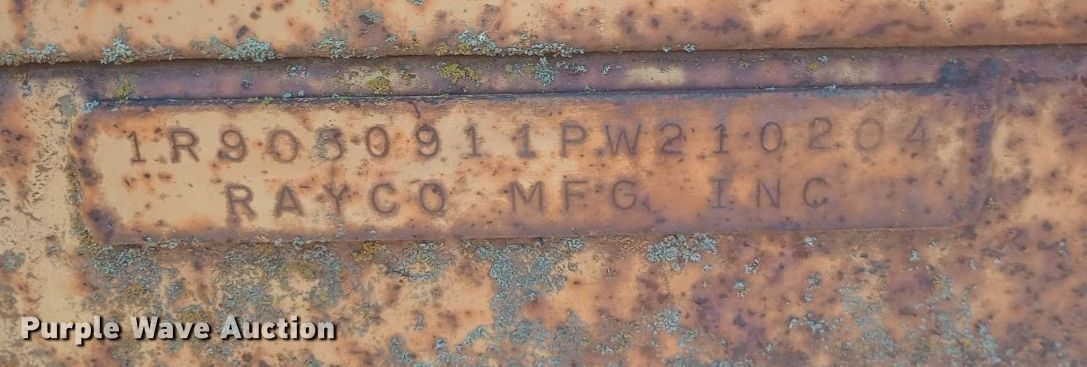 1R9050911PW210204
RAYCO MFG INC
Purple Wave Auction